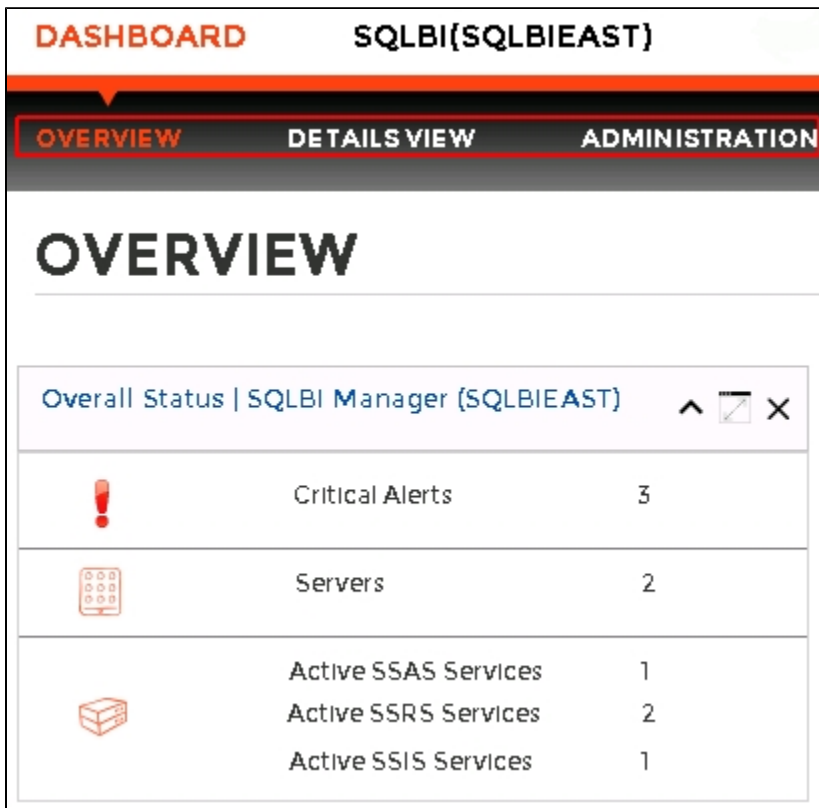 DASHBOARD SQLBI(SQLBIEAST)
OVERVIEW DETAILS VIEW ADMINISTRATION
OVERVIEW
Overall Status | SQLBI Manager (SQLBIEAST)
Critical Alerts 3
Servers 2
Active SSAS Services 1
Active SSRS Services 2
Active SSIS Services 1